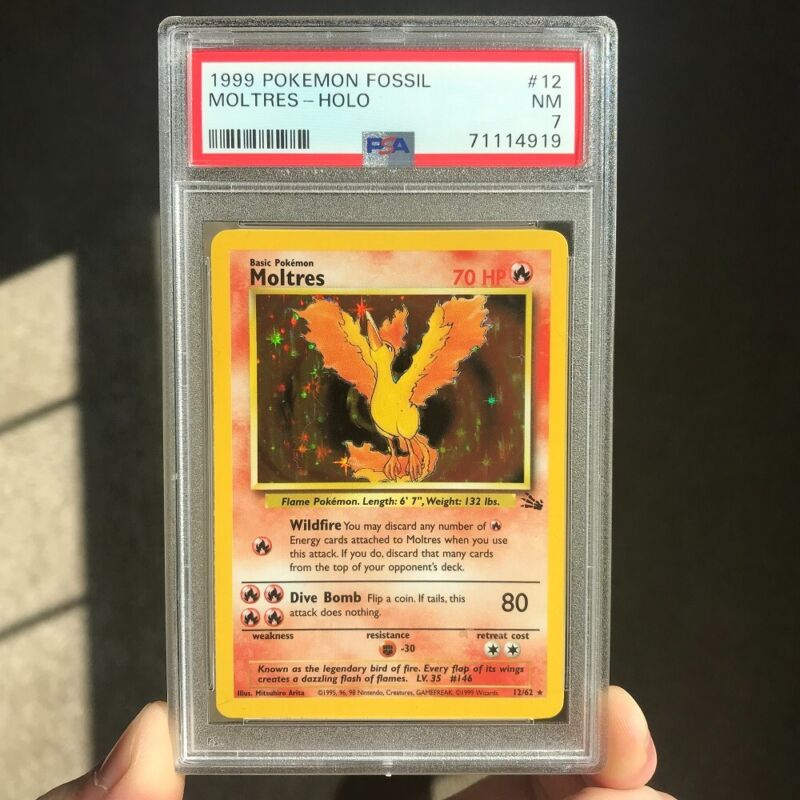 1999 POKEMON FOSSIL #12
MOLTRES – HOLO NM
7
PSA 71114919
Basic Pokémon
Moltres 70 HP
Flame Pokémon. Length: 6' 7", Weight: 132 lbs.
Wildfire You may discard any number of
Energy cards attached to Moltres when you use
this attack. If you do, discard that many cards
from the top of your opponent's deck.
Dive Bomb Flip a coin. If tails, this
attack does nothing. 80
weakness resistance retreat cost
-30
Known as the legendary bird of fire. Every flap of its wings
creates a dazzling flash of flames. LV. 35 #146
Illus. Mitsuhiro Arita ©1995, 96, 98 Nintendo, Creatures, GAMEFREAK. ©1999 Wizards. 12/62 ★